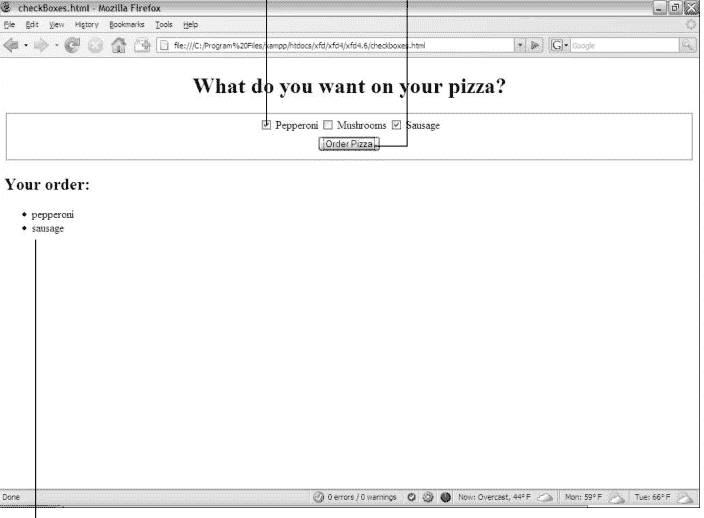 checkBoxes.html - Mozilla Firefox
File Edit View History Bookmarks Tools Help
file:///C:/Program%20Files/xampp/htdocs/xfd/xfd4/xfd4.6/checkboxes.html
G Google
What do you want on your pizza?
Pepperoni Mushrooms Sausage
Order Pizza
Your order:
pepperoni
sausage
Done 0 errors / 0 warnings Now: Overcast, 44° F Mon: 59° F Tue: 66° F